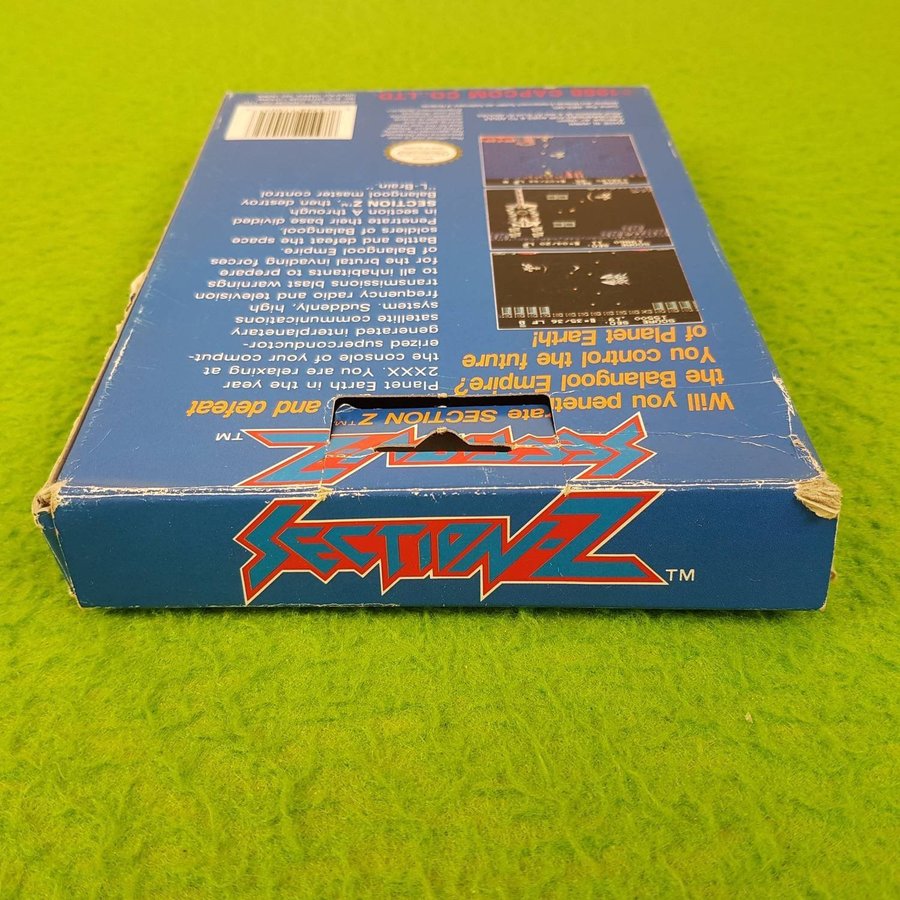 SECTION-Z TM
SECTION-Z TM
Will you penetrate SECTION Z™ and defeat
the Balangool Empire?
You control the future
of Planet Earth!
Planet Earth in the year
2XXX. You are relaxing at
the console of your comput-
erized superconductor-
generated interplanetary
satellite communications
system. Suddenly, high
frequency radio and television
transmissions blast warnings
to all inhabitants to prepare
for the brutal invading forces
of Balangool Empire.
Battle and defeat the space
soldiers of Balangool.
Penetrate their base divided
in section A through
SECTION Z™, then destroy
Balangool master control
"L-Brain."
CAPCOM CO. LTD.